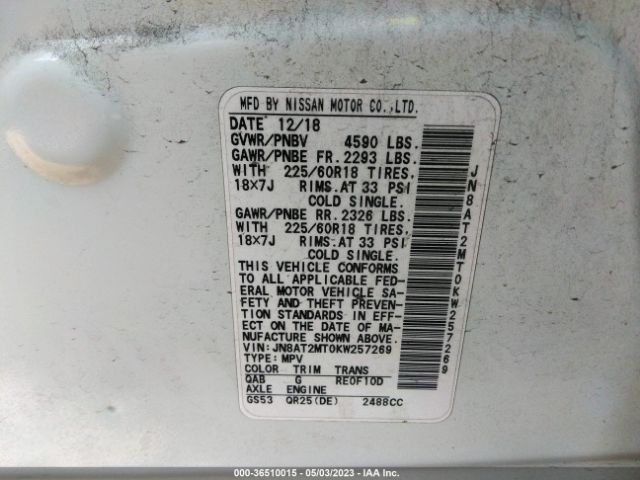 MFD BY NISSAN MOTOR CO.,LTD.
DATE 12/18
GVWR/PNBV 4590 LBS.
GAWR/PNBE FR. 2293 LBS.
WITH 225/60R18 TIRES,
18×7J RIMS.AT 33 PSI
COLD SINGLE.
GAWR/PNBE RR. 2326 LBS.
WITH 225/60R18 TIRES,
18×7J RIMS.AT 33 PSI
COLD SINGLE.
THIS VEHICLE CONFORMS
TO ALL APPLICABLE FED-
ERAL MOTOR VEHICLE SA-
FETY AND THEFT PREVEN-
TION STANDARDS IN EFF-
ECT ON THE DATE OF MA-
NUFACTURE SHOWN ABOVE.
VIN:JN8AT2MT0KW257269
TYPE: MPV
COLOR TRIM TRANS
QAB G RE0F10D
AXLE ENGINE
GS53 QR25(DE) 2488CC
JN8AT2MT0KW257269
000-36510015 - 05/03/2023 - IAA Inc.